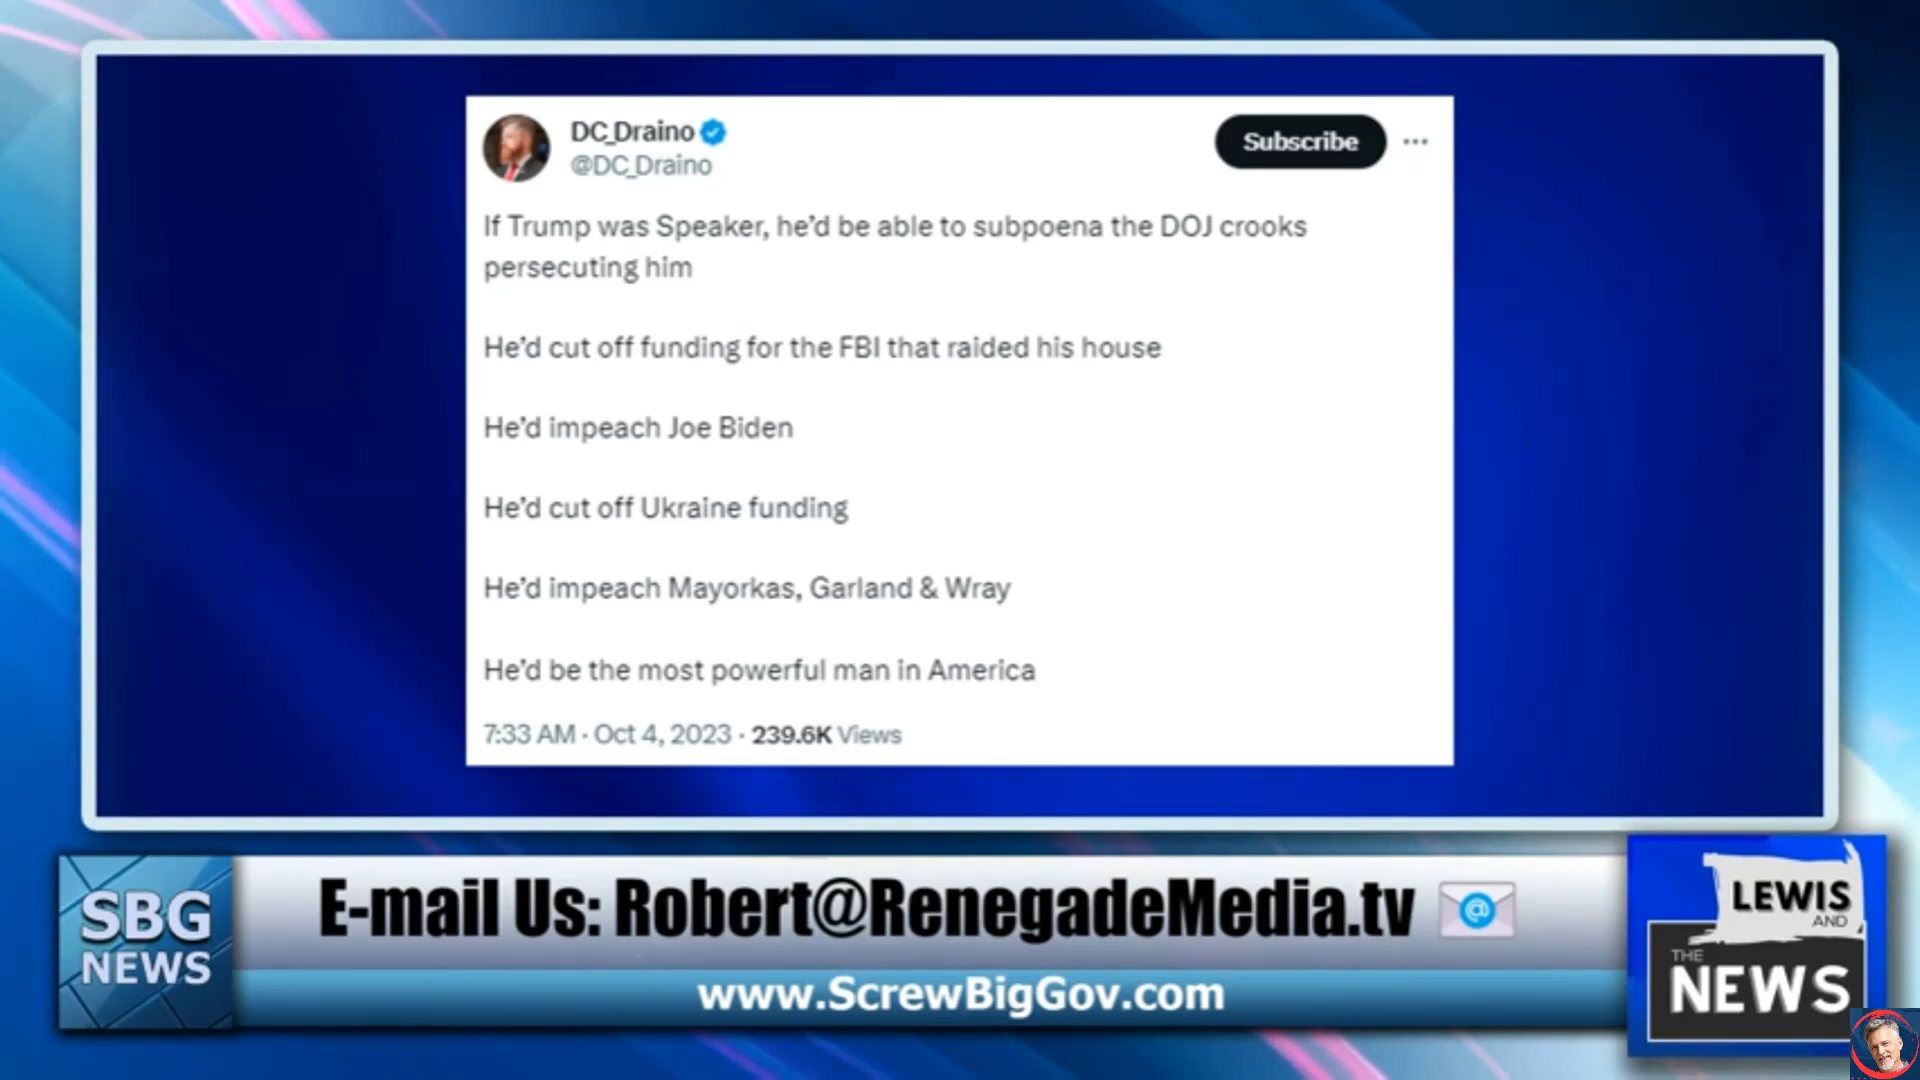 DC_Draino
@DC_Draino
Subscribe
If Trump was Speaker, he'd be able to subpoena the DOJ crooks
persecuting him
He'd cut off funding for the FBI that raided his house
He'd impeach Joe Biden
He'd cut off Ukraine funding
He'd impeach Mayorkas, Garland & Wray
He'd be the most powerful man in America
7:33 AM · Oct 4, 2023 · 239.6K Views
SBG
NEWS
E-mail Us: Robert@RenegadeMedia.tv
www.ScrewBigGov.com
LEWIS
AND
THE
NEWS